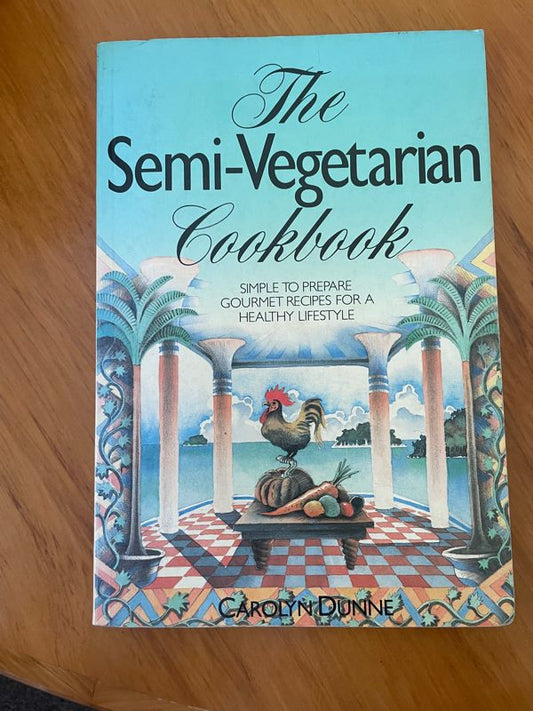 The
Semi-Vegetarian
Cookbook
SIMPLE TO PREPARE
GOURMET RECIPES FOR A
HEALTHY LIFESTYLE
CAROLYN DUNNE